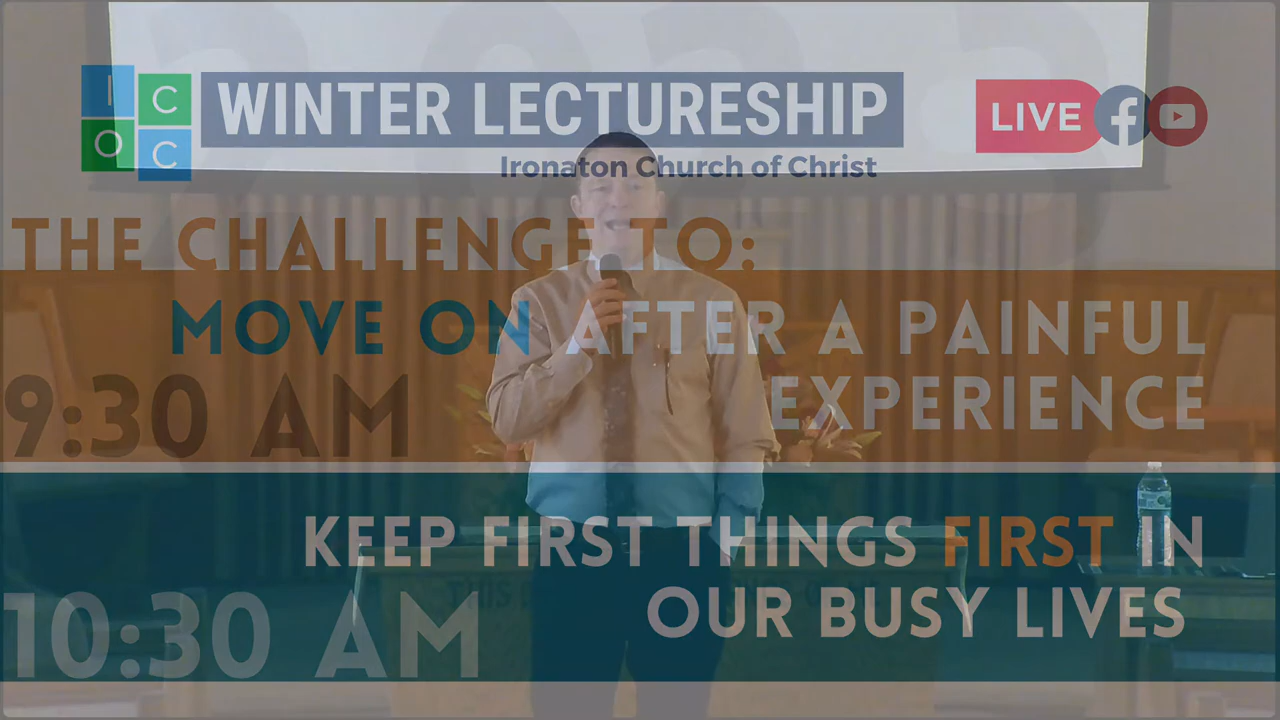 I C
O C
WINTER LECTURESHIP
Ironaton Church of Christ
LIVE
THE CHALLENGE TO:
MOVE ON AFTER A PAINFUL
EXPERIENCE
9:30 AM
KEEP FIRST THINGS FIRST IN
OUR BUSY LIVES
10:30 AM
THIS